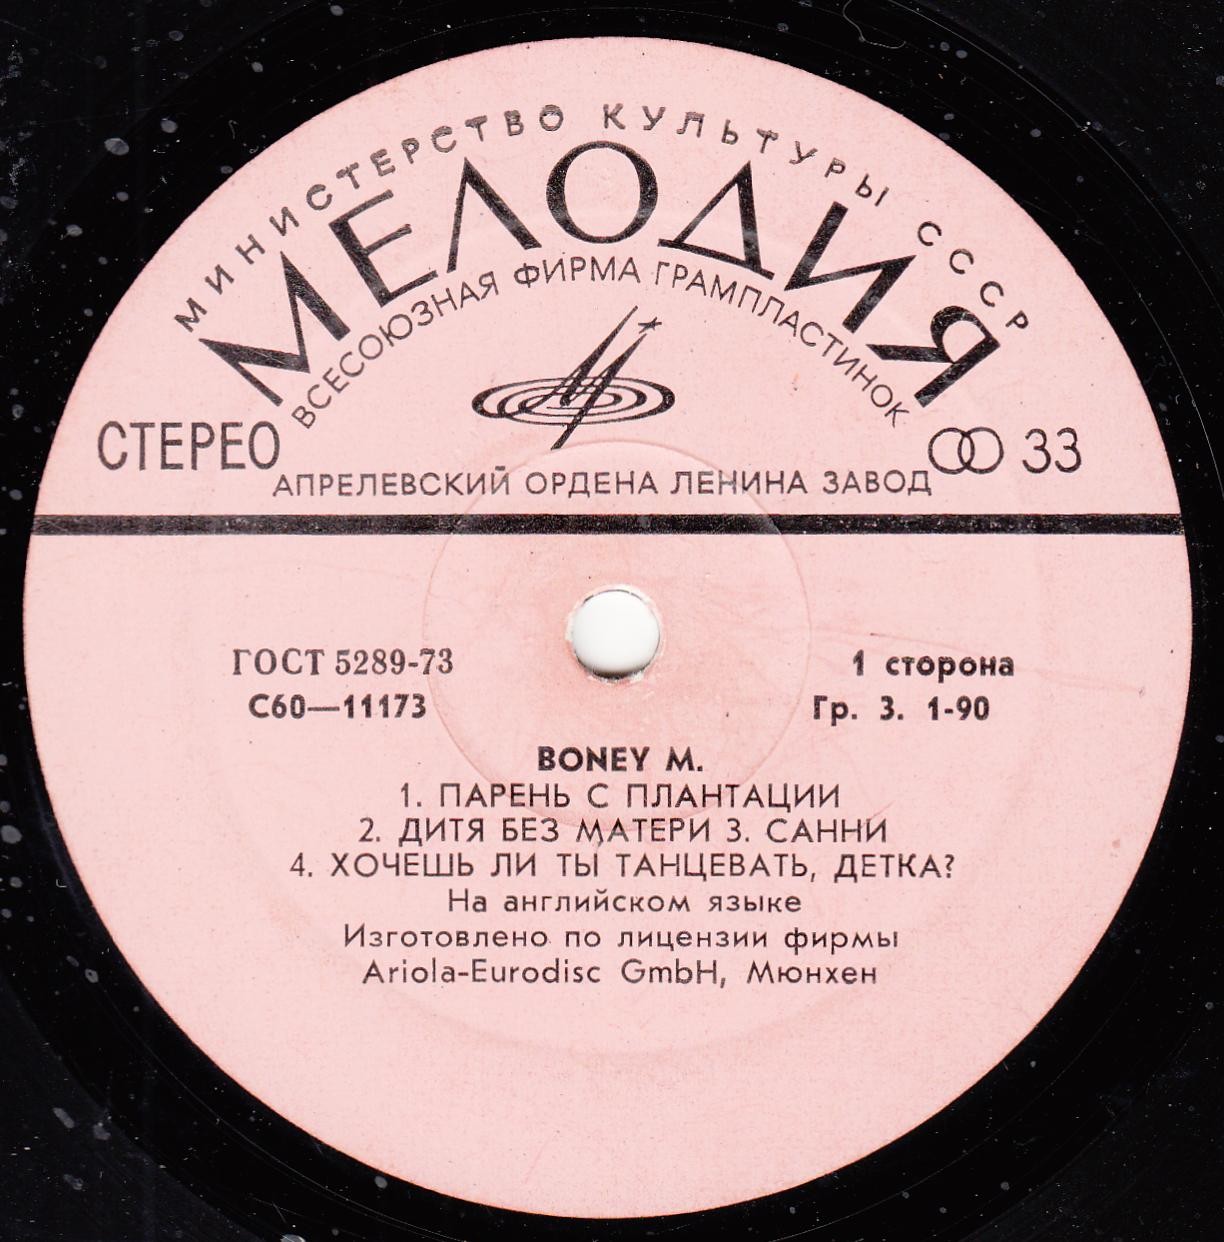 МИНИСТЕРСТВО КУЛЬТУРЫ СССР
МЕЛОДИЯ
ВСЕСОЮЗНАЯ ФИРМА ГРАМПЛАСТИНОК
СТЕРЕО
33
АПРЕЛЕВСКИЙ ОРДЕНА ЛЕНИНА ЗАВОД
ГОСТ 5289-73
1 сторона
С60—11173
Гр. 3. 1-90
BONEY M.
1. ПАРЕНЬ С ПЛАНТАЦИИ
2. ДИТЯ БЕЗ МАТЕРИ 3. САННИ
4. ХОЧЕШЬ ЛИ ТЫ ТАНЦЕВАТЬ, ДЕТКА?
На английском языке
Изготовлено по лицензии фирмы
Ariola-Eurodisc GmbH, Мюнхен